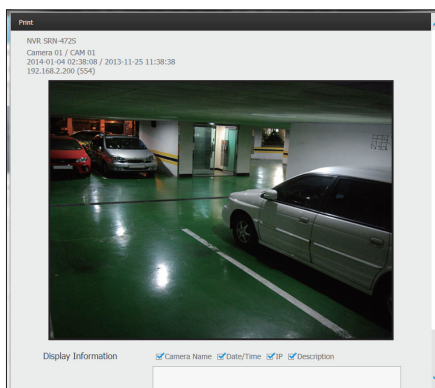 Print
NVR SRN-472S
Camera 01 / CAM 01
2014-01-04 02:38:08 / 2013-11-25 11:38:38
192.168.2.200 (554)
Display Information
Camera Name Date/Time IP Description